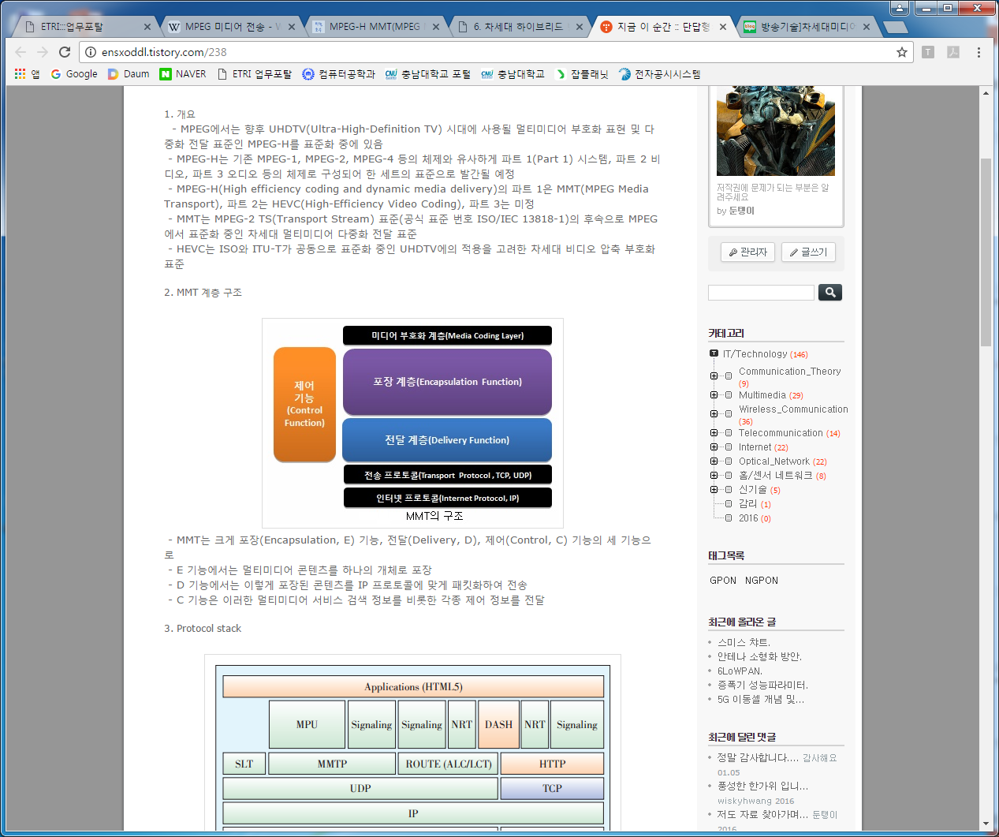 ETRI:::업무포탈
MPEG 미디어 전송 - W
MPEG-H MMT(MPEG
6. 차세대 하이브리드
지금 이 순간 :: 단답형
방송기술]차세대미디어
ensxoddl.tistory.com/238
앱
Google
Daum
NAVER
ETRI 업무포탈
컴퓨터공학과
충남대학교 포털
충남대학교
잡플래닛
전자공시시스템
1. 개요
- MPEG에서는 향후 UHDTV(Ultra-High-Definition TV) 시대에 사용될 멀티미디어 부호화 표현 및 다
중화 전달 표준인 MPEG-H를 표준화 중에 있음
- MPEG-H는 기존 MPEG-1, MPEG-2, MPEG-4 등의 체제와 유사하게 파트 1(Part 1) 시스템, 파트 2 비
디오, 파트 3 오디오 등의 체제로 구성되어 한 세트의 표준으로 발간될 예정
- MPEG-H(High efficiency coding and dynamic media delivery)의 파트 1은 MMT(MPEG Media
Transport), 파트 2는 HEVC(High-Efficiency Video Coding), 파트 3는 미정
- MMT는 MPEG-2 TS(Transport Stream) 표준(공식 표준 번호 ISO/IEC 13818-1)의 후속으로 MPEG
에서 표준화 중인 차세대 멀티미디어 다중화 전달 표준
- HEVC는 ISO와 ITU-T가 공동으로 표준화 중인 UHDTV에의 적용을 고려한 차세대 비디오 압축 부호화
표준
2. MMT 계층 구조
미디어 부호화 계층(Media Coding Layer)
제어
기능
(Control
Function)
포장 계층(Encapsulation Function)
전달 계층(Delivery Function)
전송 프로토콜(Transport Protocol , TCP, UDP)
인터넷 프로토콜(Internet Protocol, IP)
MMT의 구조
- MMT는 크게 포장(Encapsulation, E) 기능, 전달(Delivery, D), 제어(Control, C) 기능의 세 기능으
로
- E 기능에서는 멀티미디어 콘텐츠를 하나의 개체로 포장
- D 기능에서는 이렇게 포장된 콘텐츠를 IP 프로토콜에 맞게 패킷화하여 전송
- C 기능은 이러한 멀티미디어 서비스 검색 정보를 비롯한 각종 제어 정보를 전달
3. Protocol stack
Applications (HTML5)
MPU Signaling Signaling NRT DASH NRT Signaling
SLT MMTP ROUTE (ALC/LCT) HTTP
UDP TCP
IP
저작권에 문제가 되는 부분은 알
려주세요
by 둔탱이
관리자
글쓰기
카테고리
IT/Technology (146)
Communication_Theory
(9)
Multimedia (29)
Wireless_Communication
(36)
Telecommunication (14)
Internet (22)
Optical_Network (22)
홈/센서 네트워크 (8)
신기술 (5)
감리 (1)
2016 (0)
태그목록
GPON NGPON
최근에 올라온 글
스미스 챠트.
안테나 소형화 방안.
6LoWPAN.
증폭기 성능파라미터.
5G 이동셀 개념 및...
최근에 달린 댓글
정말 감사합니다.... 감사해요
01.05
풍성한 한가위 입니...
wiskyhwang 2016
저도 자료 찾아가며... 둔탱이
2016